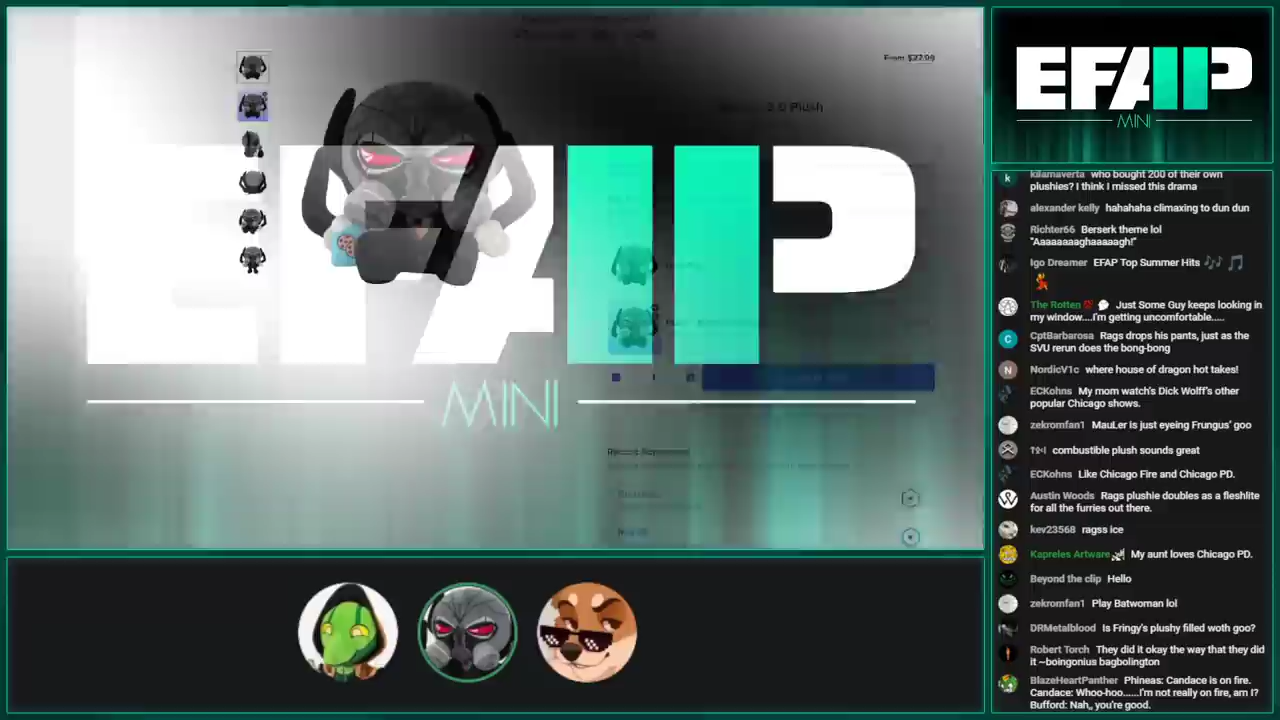 From $27.99
2.0 Plush
EFAP
MINI
EFAP
MINI
kilamaverta who bought 200 of their own
plushies? I think I missed this drama
alexander kelly hahahaha climaxing to dun dun
Richter66 Berserk theme lol
"Aaaaaaaghaaaaagh!"
Igo Dreamer EFAP Top Summer Hits 🎶 🎵
💃
The Rotten Just Some Guy keeps looking in
my window....I'm getting uncomfortable.....
CptBarbarosa Rags drops his pants, just as the
SVU rerun does the bong-bong
NordicV1c where house of dragon hot takes!
ECKohns My mom watch's Dick Wolff's other
popular Chicago shows.
zekromfan1 MauLer is just eyeing Frungus' goo
combustible plush sounds great
ECKohns Like Chicago Fire and Chicago PD.
Austin Woods Rags plushie doubles as a fleshlite
for all the furries out there.
kev23568 ragss ice
Kapreles Artware My aunt loves Chicago PD.
Beyond the clip Hello
zekromfan1 Play Batwoman lol
DRMetalblood Is Fringy's plushy filled woth goo?
Robert Torch They did it okay the way that they did
it ~boingonius bagbolington
BlazeHeartPanther Phineas: Candace is on fire.
Candace: Whoo-hoo......I'm not really on fire, am I?
Bufford: Nah,, you're good.